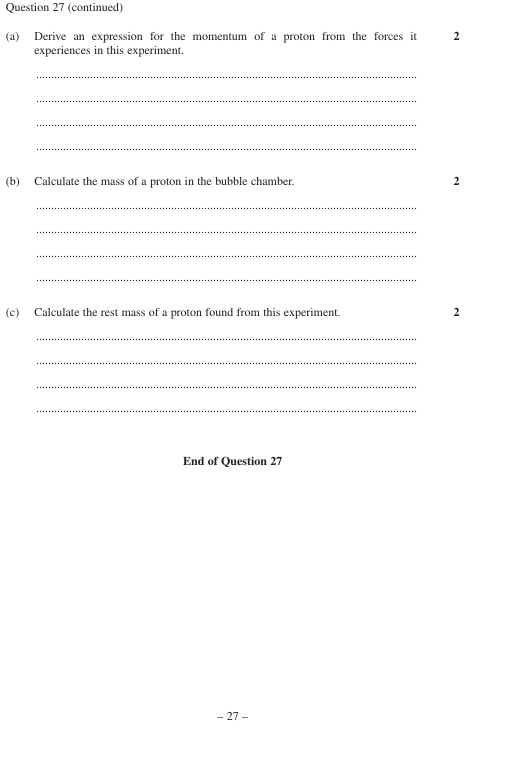 Question 27 (continued)
(a) Derive an expression for the momentum of a proton from the forces it 2
experiences in this experiment.
(b) Calculate the mass of a proton in the bubble chamber. 2
(c) Calculate the rest mass of a proton found from this experiment. 2
End of Question 27
– 27 –